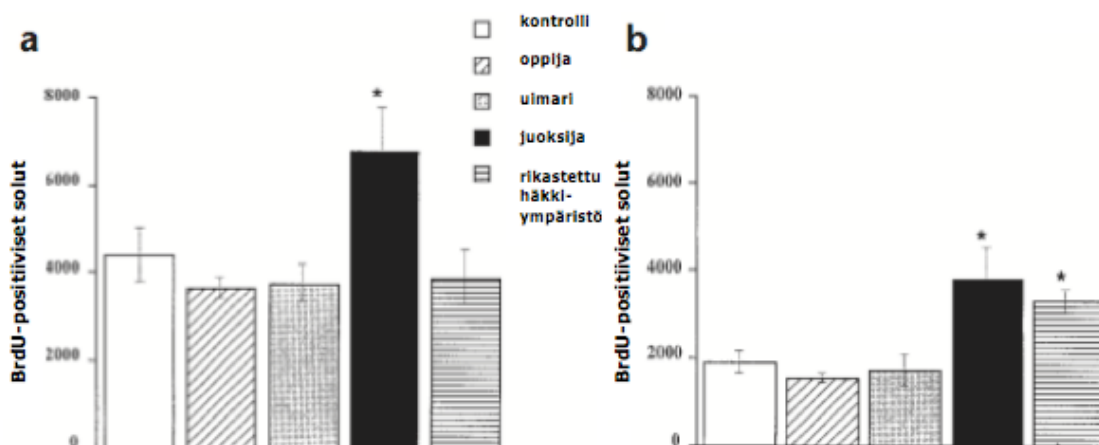 a
kontrolli
oppija
uimari
juoksija
rikastettu
häkki-
ympäristö
BrdU-positiiviset solut
8000
6000
4000
2000
0
*
b
BrdU-positiiviset solut
8000
6000
4000
2000
0
*
*